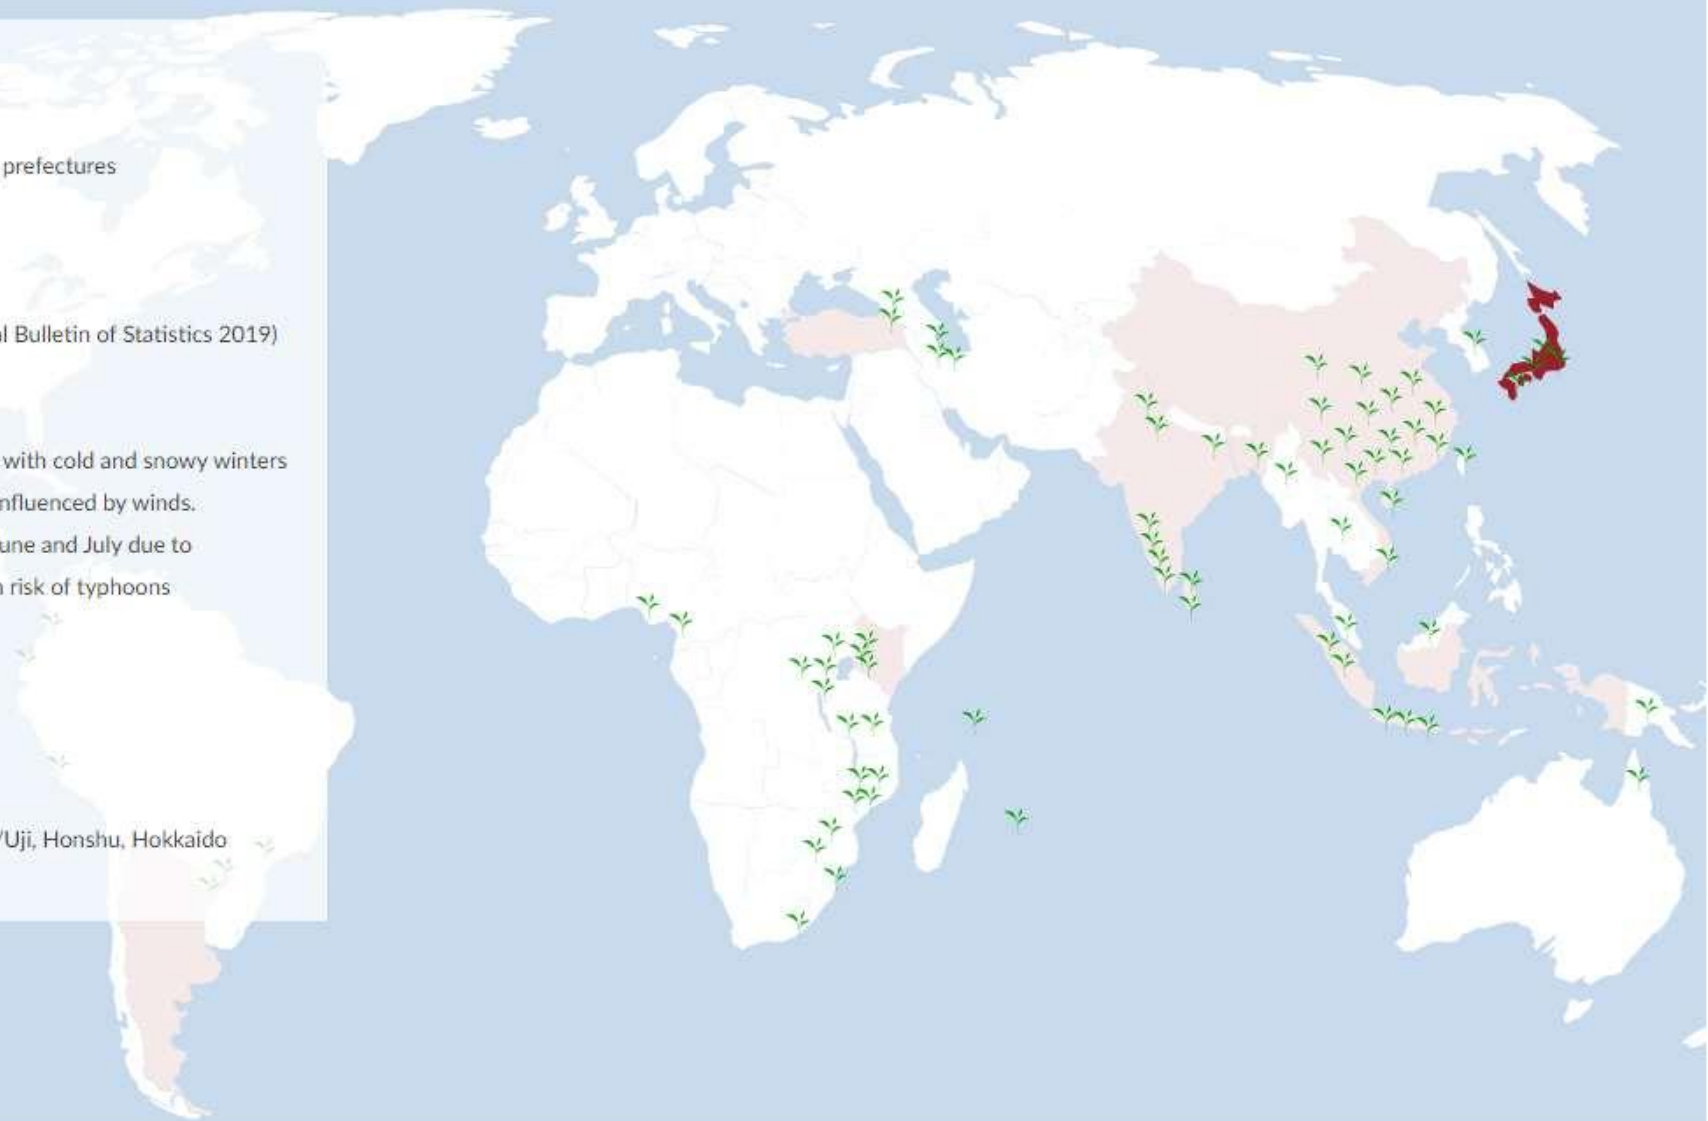 prefectures
l Bulletin of Statistics 2019)
with cold and snowy winters
nfluenced by winds.
une and July due to
risk of typhoons
/Uji, Honshu, Hokkaido